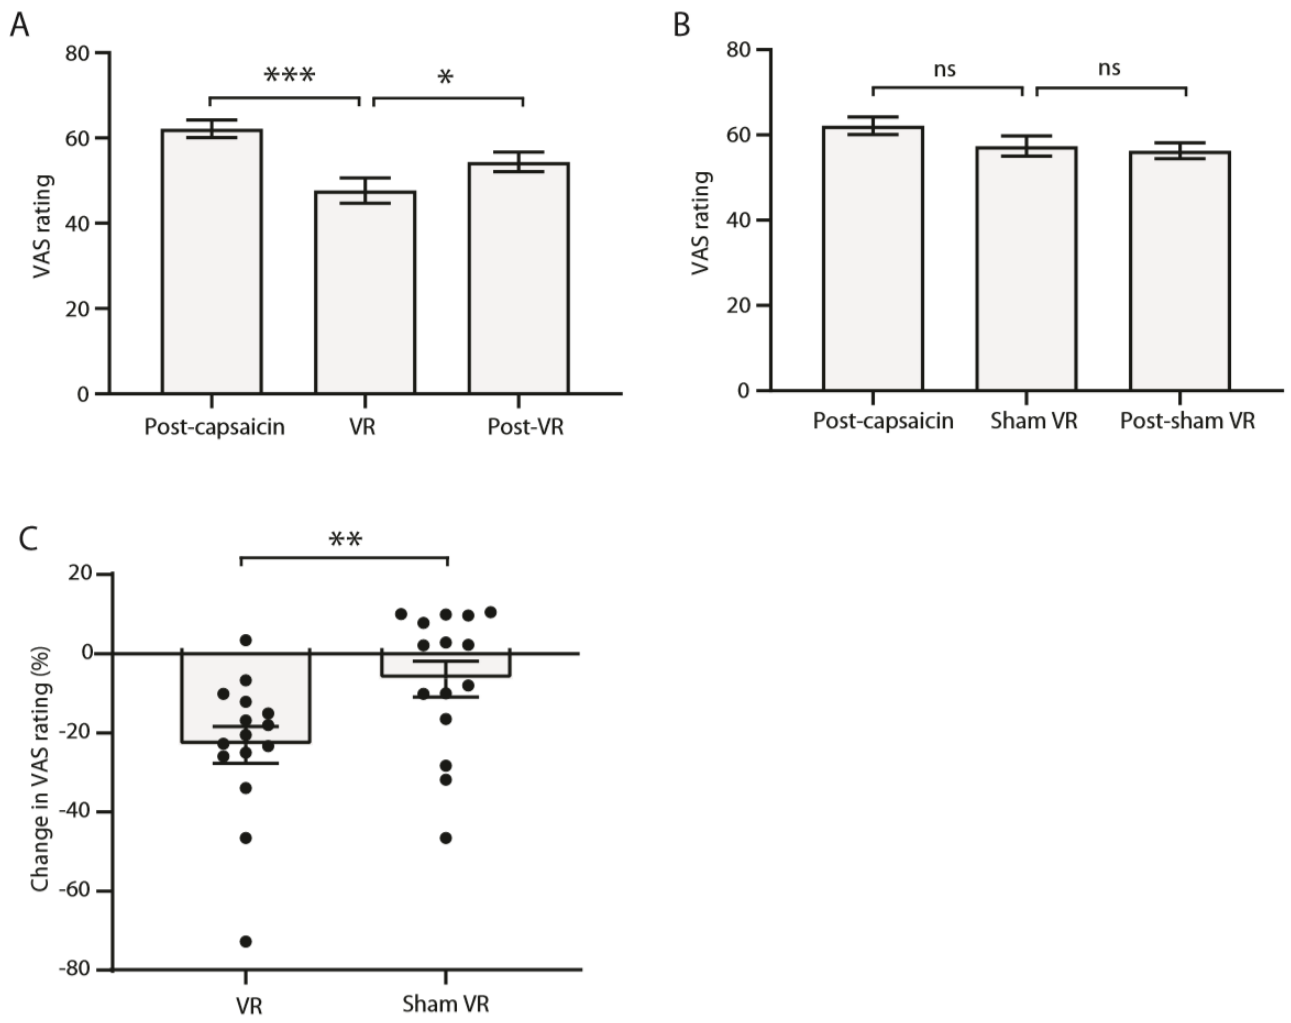 A
80
60
40
20
0
VAS rating
***
*
Post-capsaicin
VR
Post-VR
B
80
60
40
20
0
VAS rating
ns
ns
Post-capsaicin
Sham VR
Post-sham VR
C
20
0
-20
-40
-60
-80
Change in VAS rating (%)
**
VR
Sham VR